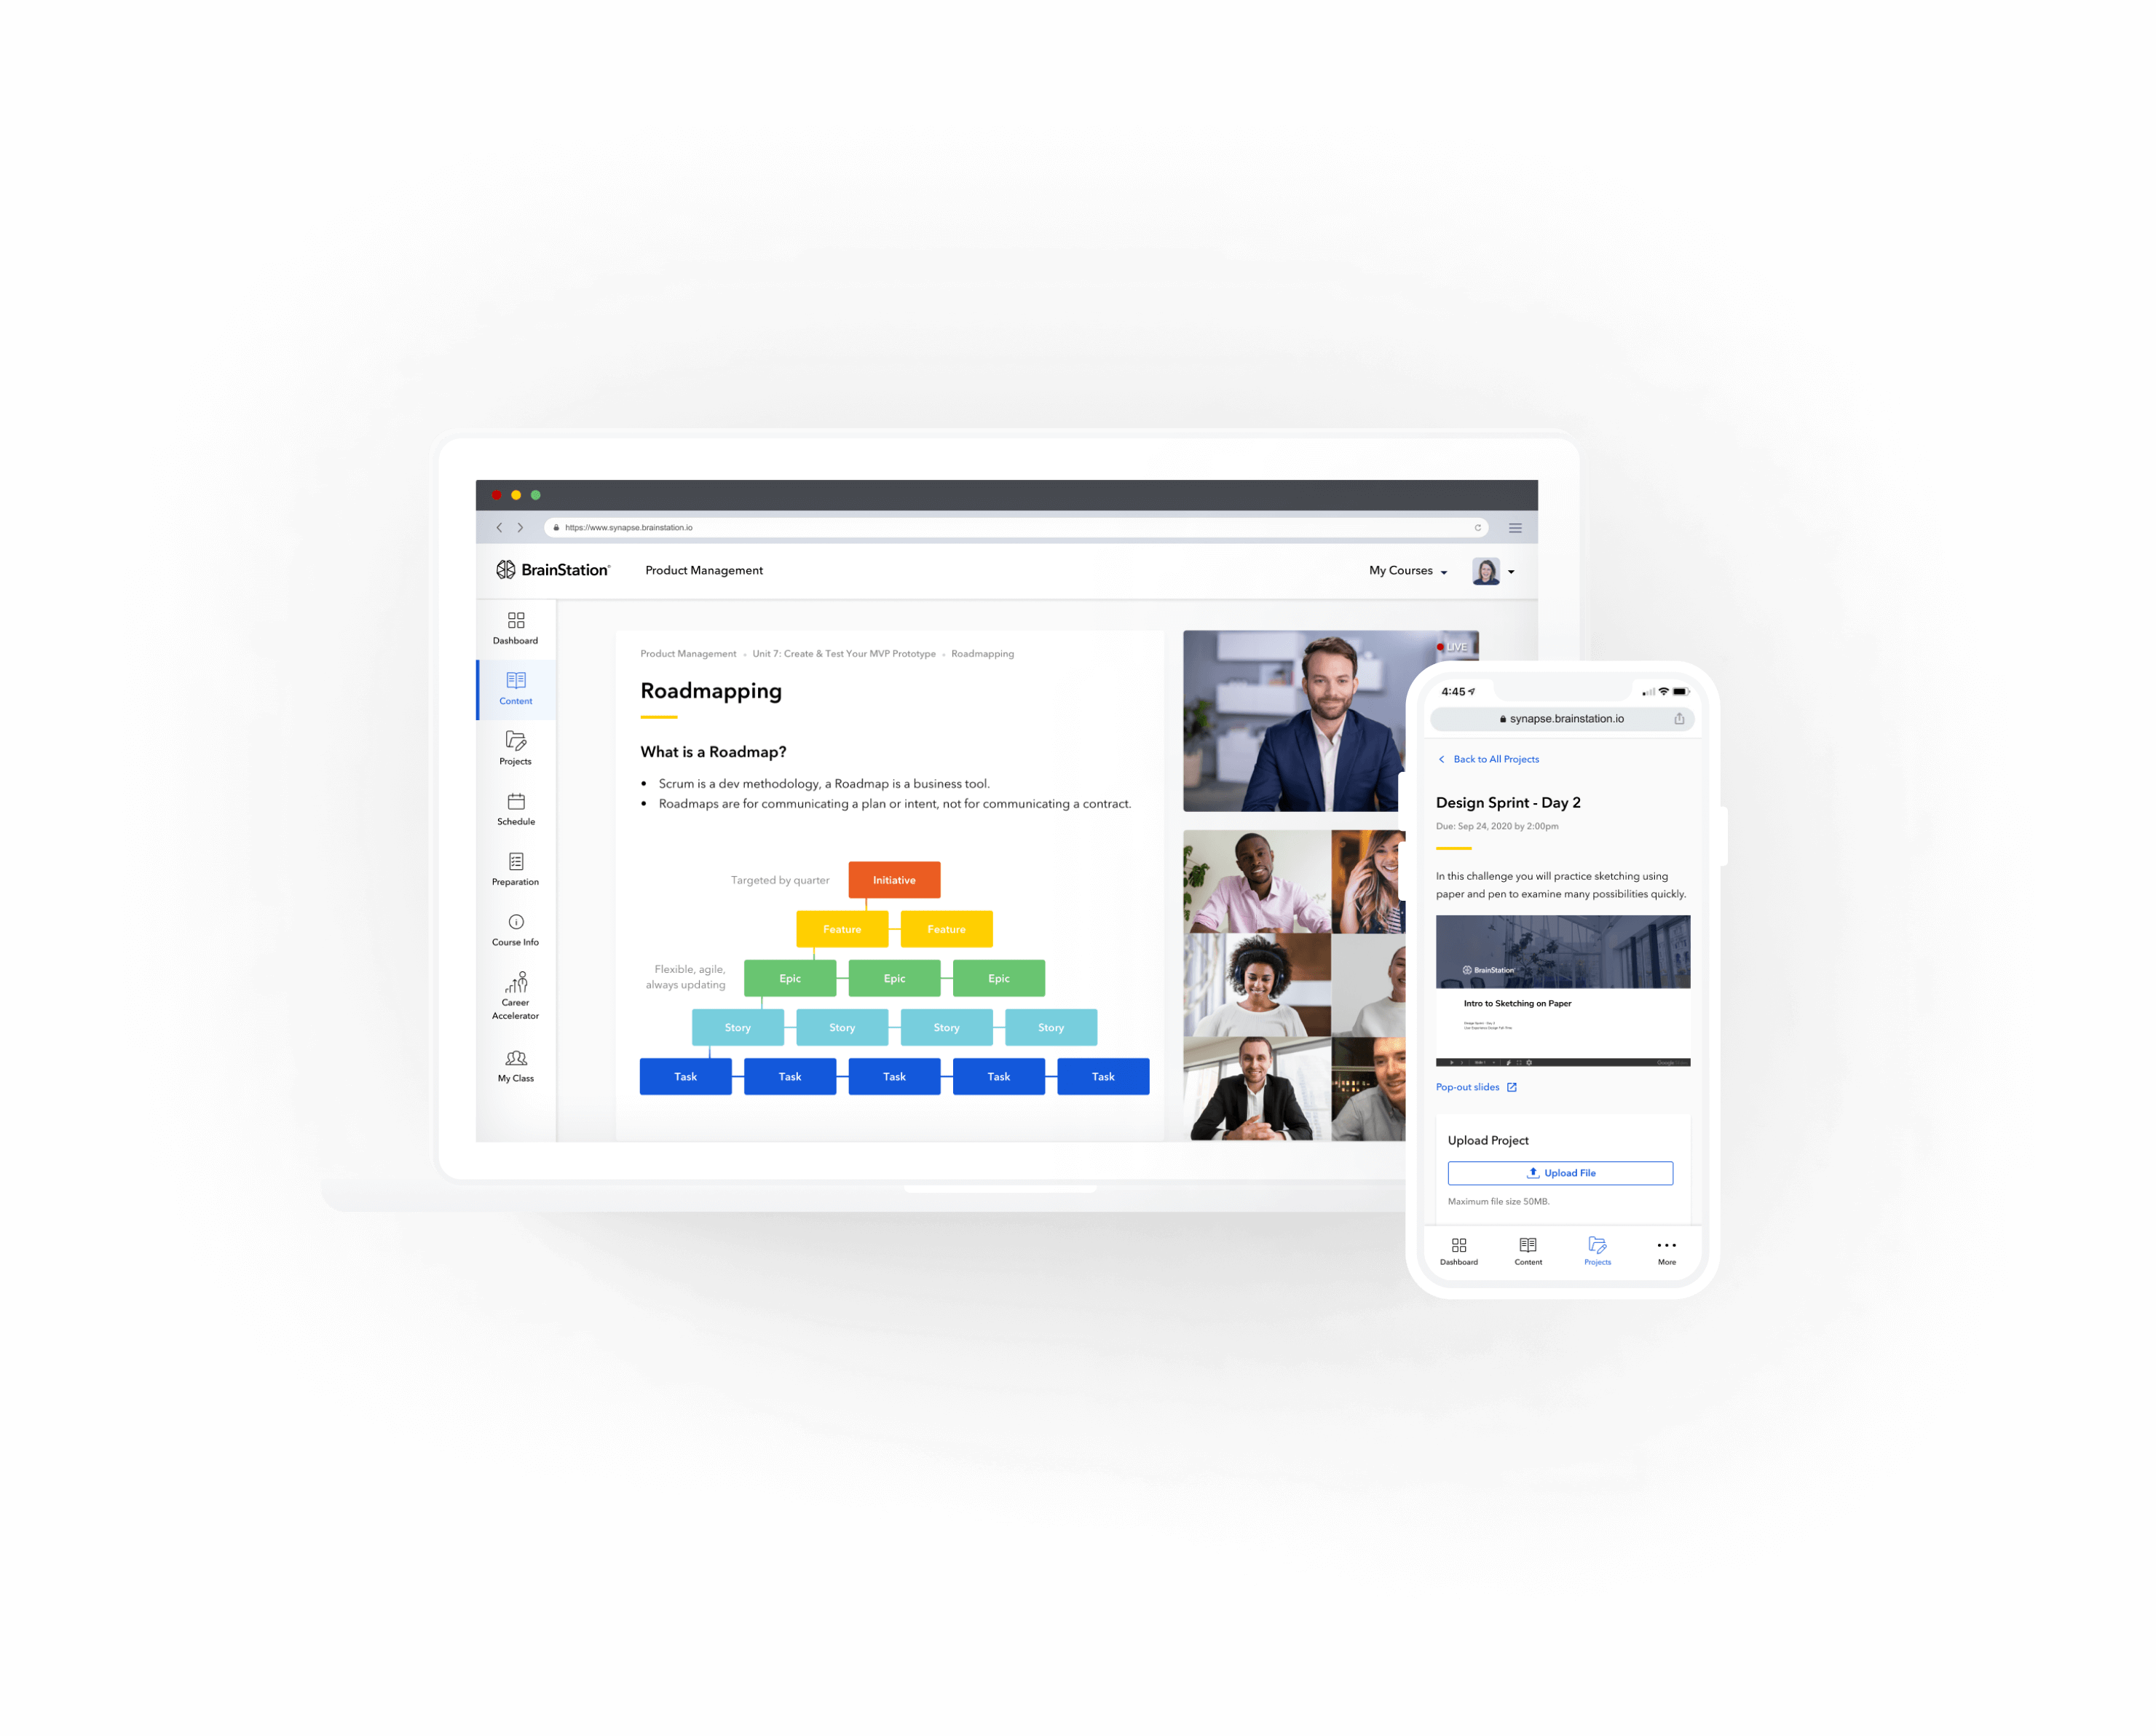 https://www.synapse.brainstation.io
BrainStation®
Product Management
My Courses
Dashboard
Content
Projects
Schedule
Preparation
Course Info
Career
Accelerator
My Class
Product Management • Unit 7: Create & Test Your MVP Prototype • Roadmapping
Roadmapping
What is a Roadmap?
• Scrum is a dev methodology, a Roadmap is a business tool.
• Roadmaps are for communicating a plan or intent, not for communicating a contract.
Targeted by quarter
Initiative
Feature Feature
Flexible, agile,
always updating
Epic Epic Epic
Story Story Story Story
Task Task Task Task Task
LIVE
4:45
synapse.brainstation.io
Back to All Projects
Design Sprint - Day 2
Due: Sep 24, 2020 by 2:00pm
In this challenge you will practice sketching using
paper and pen to examine many possibilities quickly.
BrainStation
Intro to Sketching on Paper
Design Sprint - Day 2
Google
Pop-out slides
Upload Project
Upload File
Maximum file size 50MB.
Dashboard Content Projects More